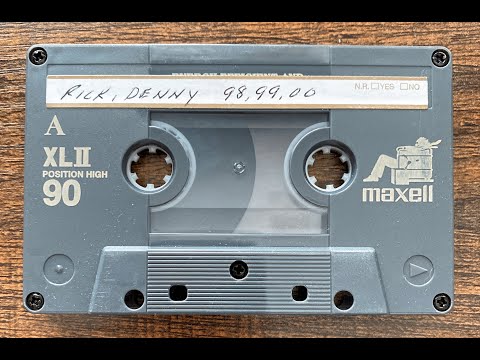 RICK, DENNY 98,99,00
N.R. □YES □NO
A
XLII
POSITION HIGH
90
maxell